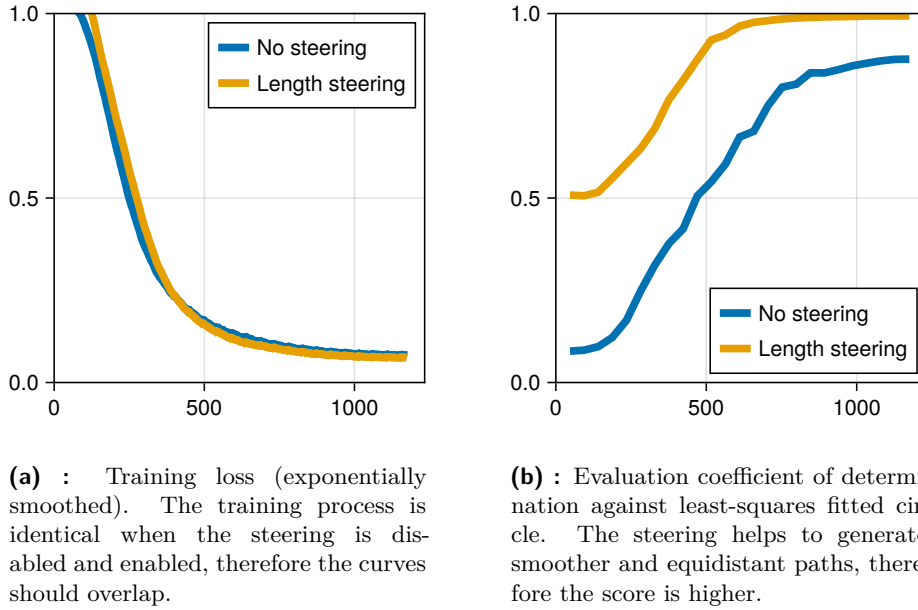 1.0
No steering
Length steering
0.5
0.0
0
500
1000
1.0
0.5
No steering
Length steering
0.0
0
500
1000
(a) : Training loss (exponentially
smoothed). The training process is
identical when the steering is dis-
abled and enabled, therefore the curves
should overlap.
(b) : Evaluation coefficient of determi
nation against least-squares fitted cir
cle. The steering helps to generate
smoother and equidistant paths, there
fore the score is higher.